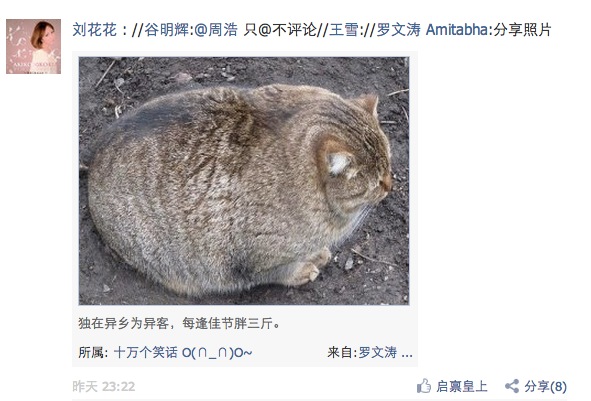 刘花花：//谷明辉:@周浩 只@不评论//王雪://罗文涛 Amitabha:分享照片
独在异乡为异客，每逢佳节胖三斤。
所属: 十万个笑话 O(∩_∩)O~ 来自:罗文涛 ...
昨天 23:22 启禀皇上 分享(8)